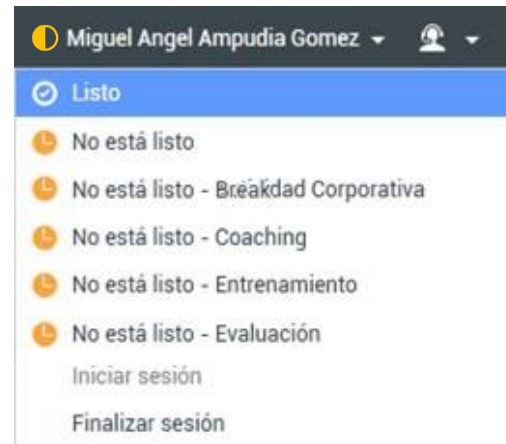 Miguel Angel Ampudia Gomez
Listo
No está listo
No está listo - Breakdad Corporativa
No está listo - Coaching
No está listo - Entrenamiento
No está listo - Evaluación
Iniciar sesión
Finalizar sesión